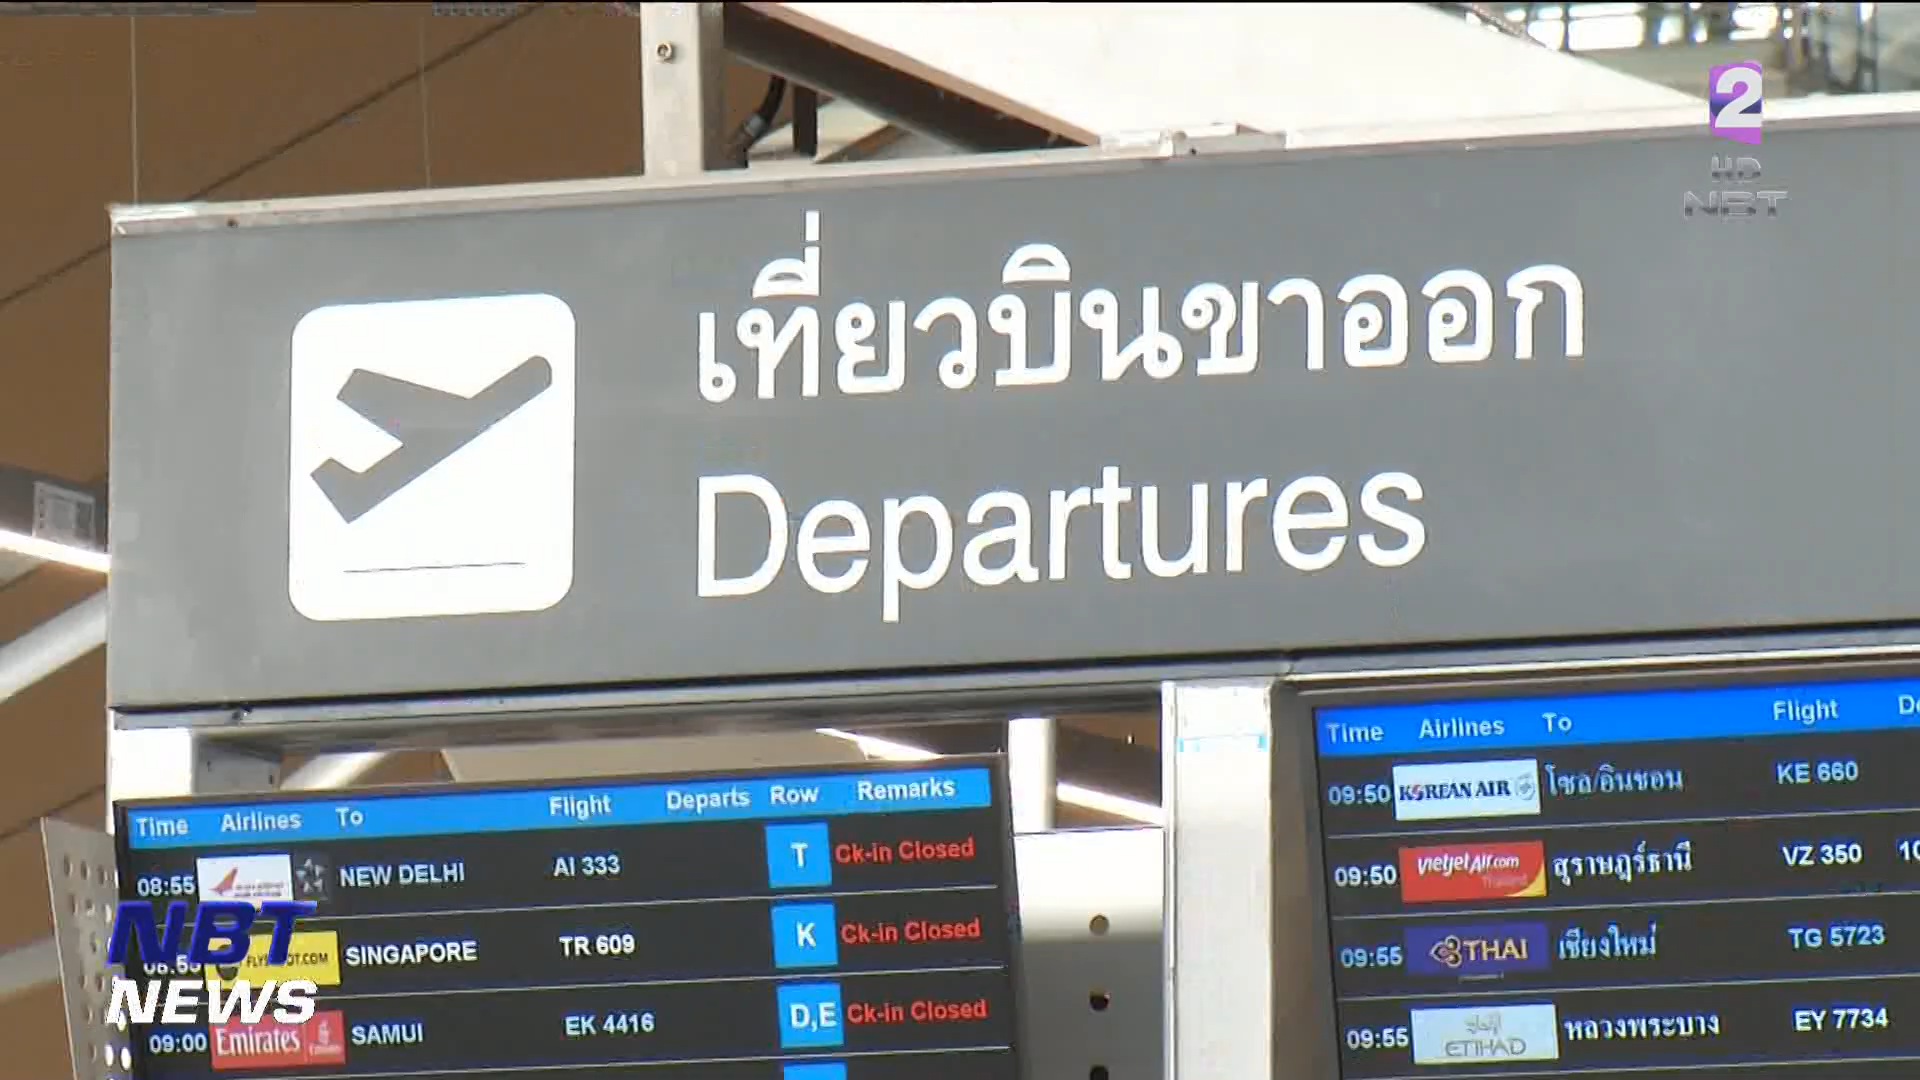 2
HD
NBT
เที่ยวบินขาออก
Departures
Time Airlines To Flight Departs Row Remarks
08:55 NEW DELHI AI 333 T Ck-in Closed
08:55 SINGAPORE TR 609 K Ck-in Closed
09:00 Emirates SAMUI EK 4416 D,E Ck-in Closed
Time Airlines To Flight
09:50 KOREAN AIR โซล/อินชอน KE 660
09:50 vietjetAir.com Thailand สุราษฎร์ธานี VZ 350
09:55 THAI เชียงใหม่ TG 5723
09:55 ETIHAD หลวงพระบาง EY 7734
NBT
NEWS